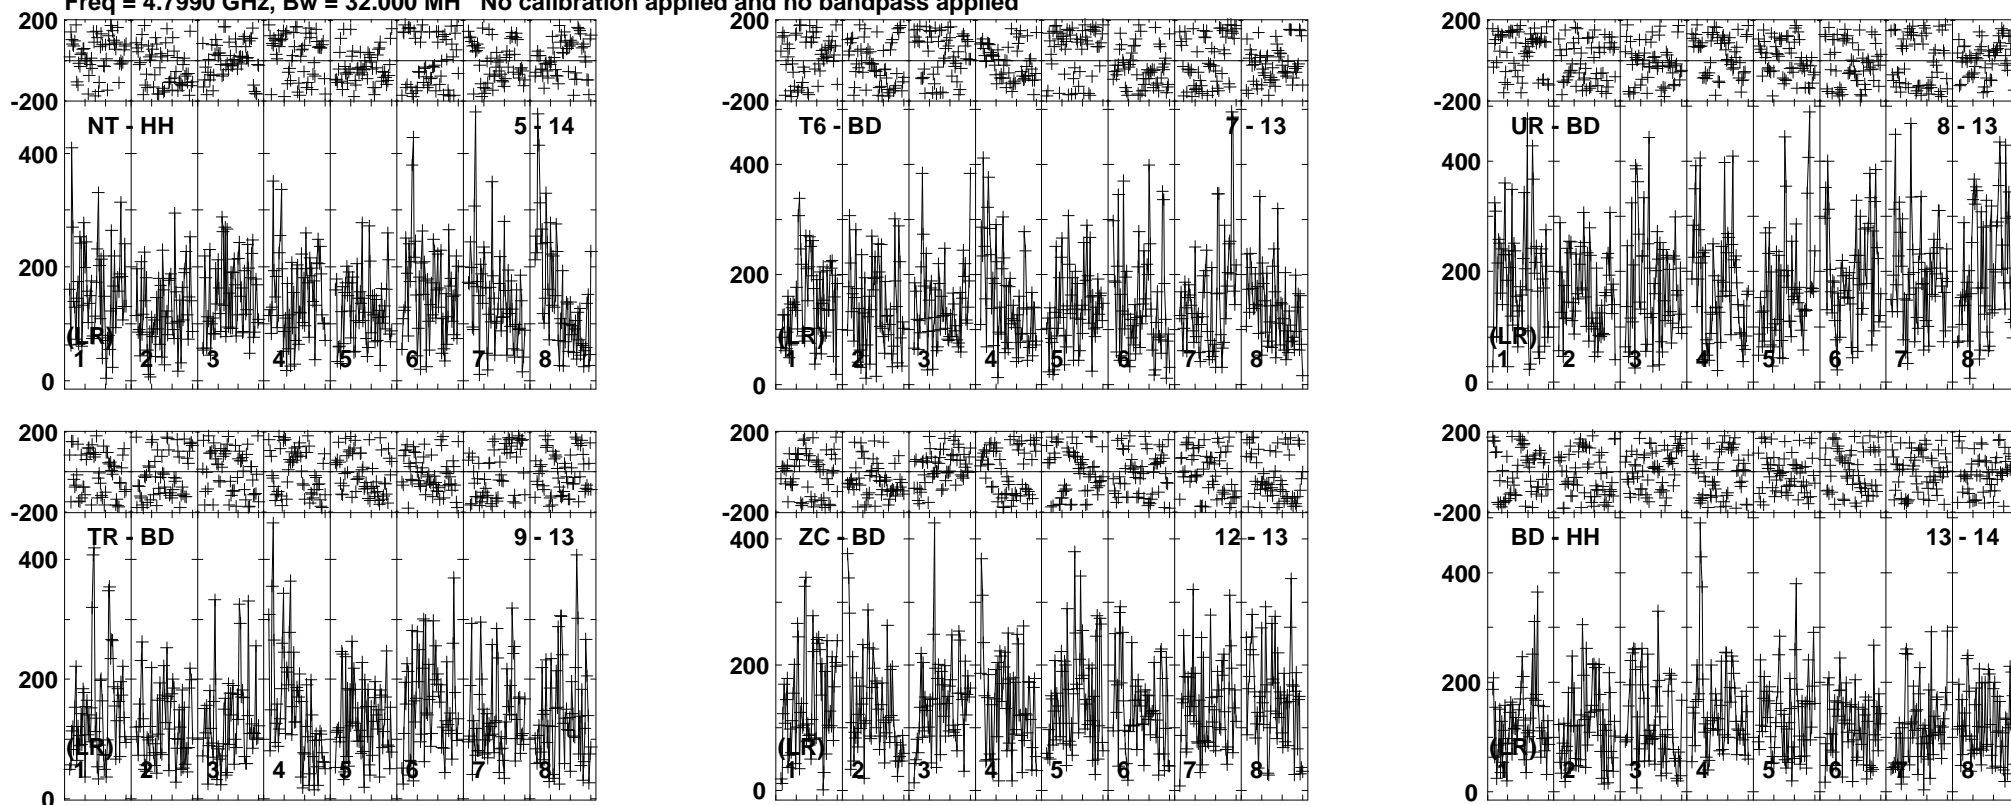 Freq = 4.7990 GHz, Bw = 32.000 MH No calibration applied and no bandpass applied
200 200 200
-200 -200 -200
NT - HH 5 - 14 T6 - BD 7 - 13 UR - BD 8 - 13
400 400 400
200 200 200
(LR) (LR) (LR)
1 2 3 4 5 6 7 8 1 2 3 4 5 6 7 8 1 2 3 4 5 6 7 8
0 0 0
200 200 200
-200 -200 -200
TR - BD 9 - 13 ZC - BD 12 - 13 BD - HH 13 - 14
400 400 400
200 200 200
(LR) (LR) (LR)
1 2 3 4 5 6 7 8 1 2 3 4 5 6 7 8 1 2 3 4 5 6 7 8
0 0 0